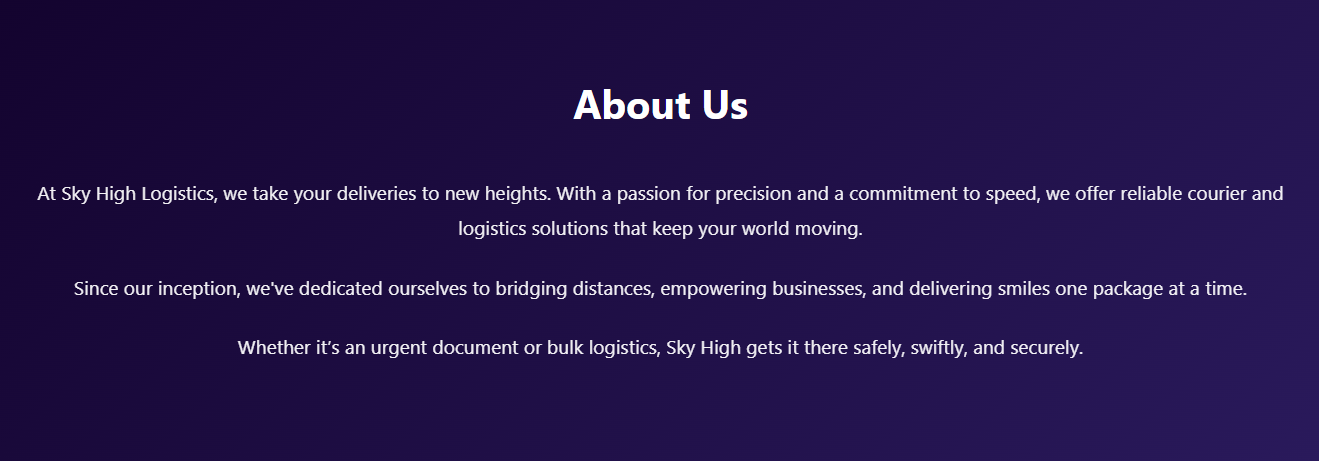 About Us
At Sky High Logistics, we take your deliveries to new heights. With a passion for precision and a commitment to speed, we offer reliable courier and
logistics solutions that keep your world moving.
Since our inception, we've dedicated ourselves to bridging distances, empowering businesses, and delivering smiles one package at a time.
Whether it’s an urgent document or bulk logistics, Sky High gets it there safely, swiftly, and securely.